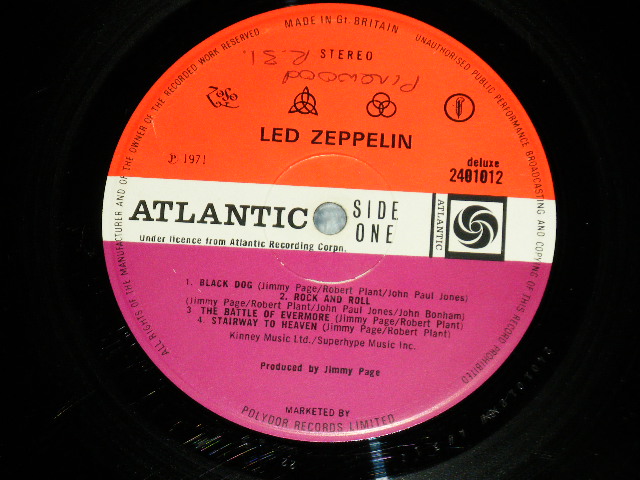 MADE IN Gt. BRITAIN
ALL RIGHTS OF THE MANUFACTURER AND OF THE OWNER OF THE RECORDED WORK RESERVED
UNAUTHORISED PUBLIC PERFORMANCE BROADCASTING AND COPYING OF THIS RECORD PROHIBITED
STEREO
R.31.
Pinewood
LED ZEPPELIN
℗ 1971
deluxe
2401012
ATLANTIC
SIDE
ONE
ATLANTIC
Under licence from Atlantic Recording Corpn.
1. BLACK DOG (Jimmy Page/Robert Plant/John Paul Jones)
2. ROCK AND ROLL
(Jimmy Page/Robert Plant/John Paul Jones/John Bonham)
3 THE BATTLE OF EVERMORE (Jimmy Page/Robert Plant)
4. STAIRWAY TO HEAVEN (Jimmy Page/Robert Plant)
Kinney Music Ltd./Superhype Music Inc.
Produced by Jimmy Page
MARKETED BY
POLYDOR RECORDS LIMITED